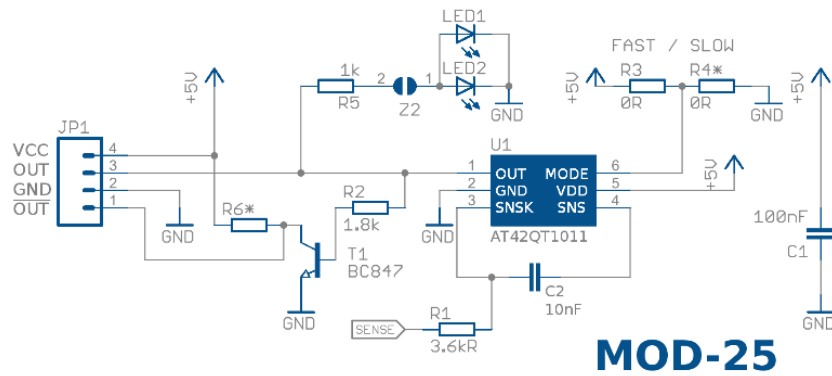 LED1
1k
2
1
LED2
R5
Z2
GND
FAST / SLOW
R3
R4*
+5V
0R
0R
GND
+5V
+5V
JP1
VCC
4
OUT
3
GND
2
OUT
1
GND
R6*
R2
1.8k
T1
BC847
GND
U1
1
OUT
MODE
6
2
GND
VDD
5
3
SNSK
SNS
4
AT42QT1011
GND
+5V
100nF
C1
GND
C2
10nF
SENSE
R1
3.6kR
MOD-25